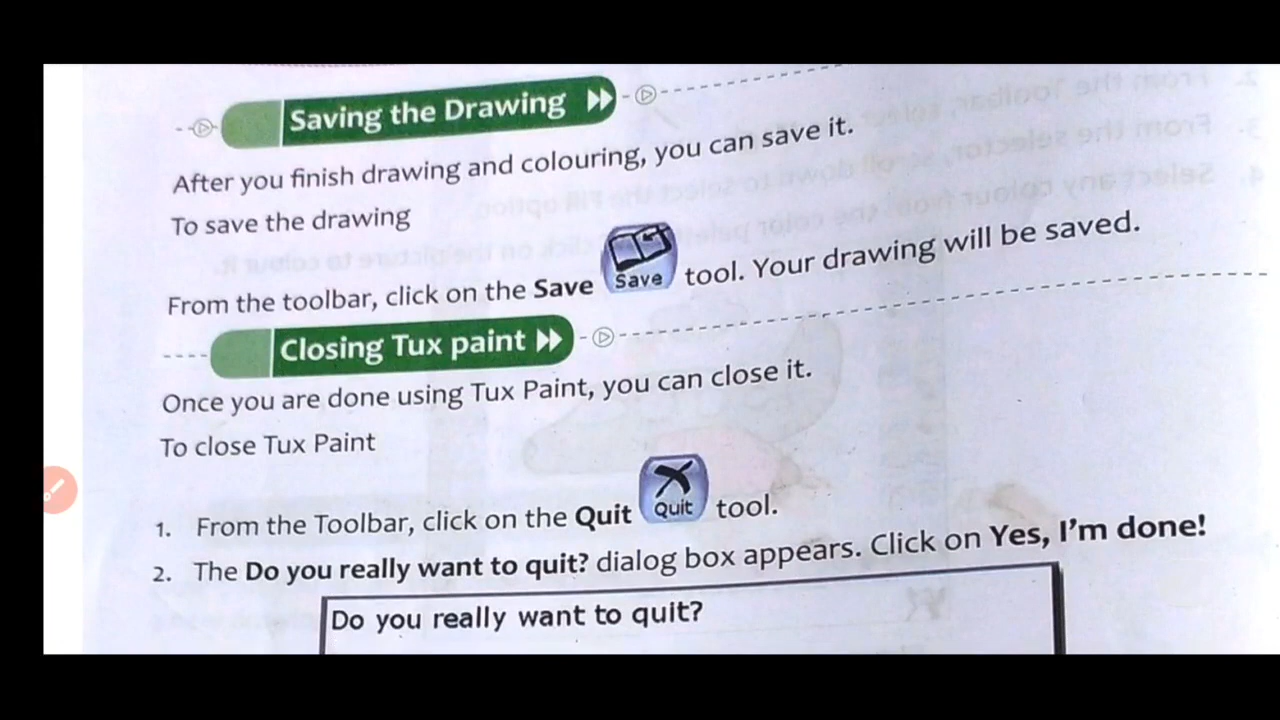 Saving the Drawing
After you finish drawing and colouring, you can save it.
To save the drawing
From the toolbar, click on the Save Save tool. Your drawing will be saved.
Closing Tux paint
Once you are done using Tux Paint, you can close it.
To close Tux Paint
1. From the Toolbar, click on the Quit Quit tool.
2. The Do you really want to quit? dialog box appears. Click on Yes, I'm done!
Do you really want to quit?